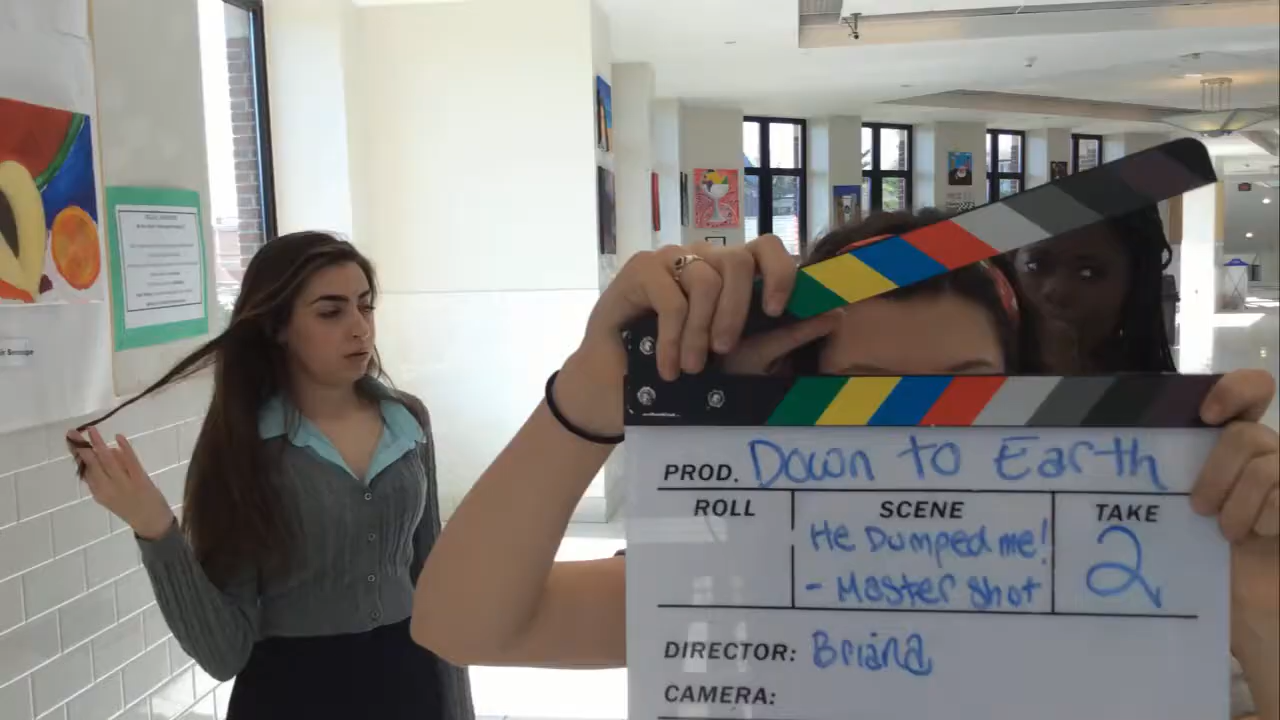 PROD. Down to Earth
ROLL SCENE TAKE
He Dumped me!
- Master Shot
2
DIRECTOR: Briana
CAMERA: